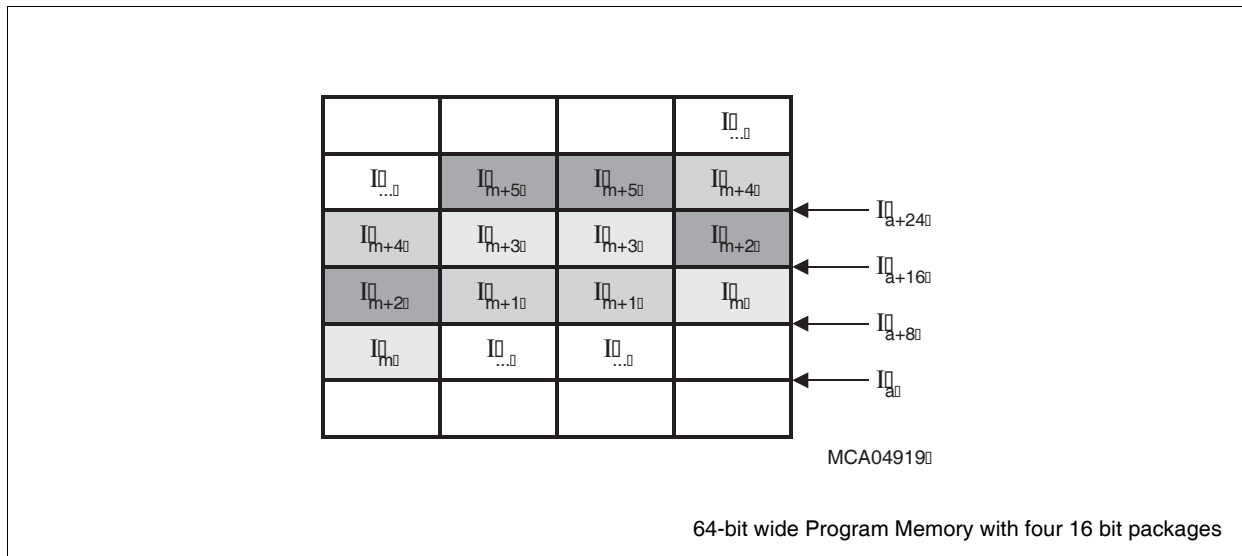 I...
I... Im+5 Im+5 Im+4
Ia+24
Im+4 Im+3 Im+3 Im+2
Ia+16
Im+2 Im+1 Im+1 Im
Ia+8
Im I... I...
Ia
MCA04919
64-bit wide Program Memory with four 16 bit packages